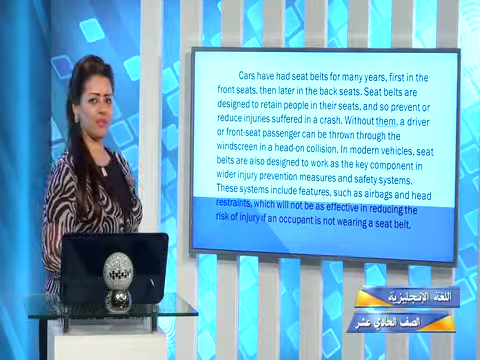 Cars have had seat belts for many years, first in the
front seats, then later in the back seats. Seat belts are
designed to retain people in their seats, and so prevent or
reduce injuries suffered in a crash. Without them, a driver
or front-seat passenger can be thrown through the
windscreen in a head-on collision. In modern vehicles, seat
belts are also designed to work as the key component in
wider injury prevention measures and safety systems.
These systems include features, such as airbags and head
restraints, which will not be as effective in reducing the
risk of injury if an occupant is not wearing a seat belt.
اللغة الإنجليزية
الصف الحادي عشر